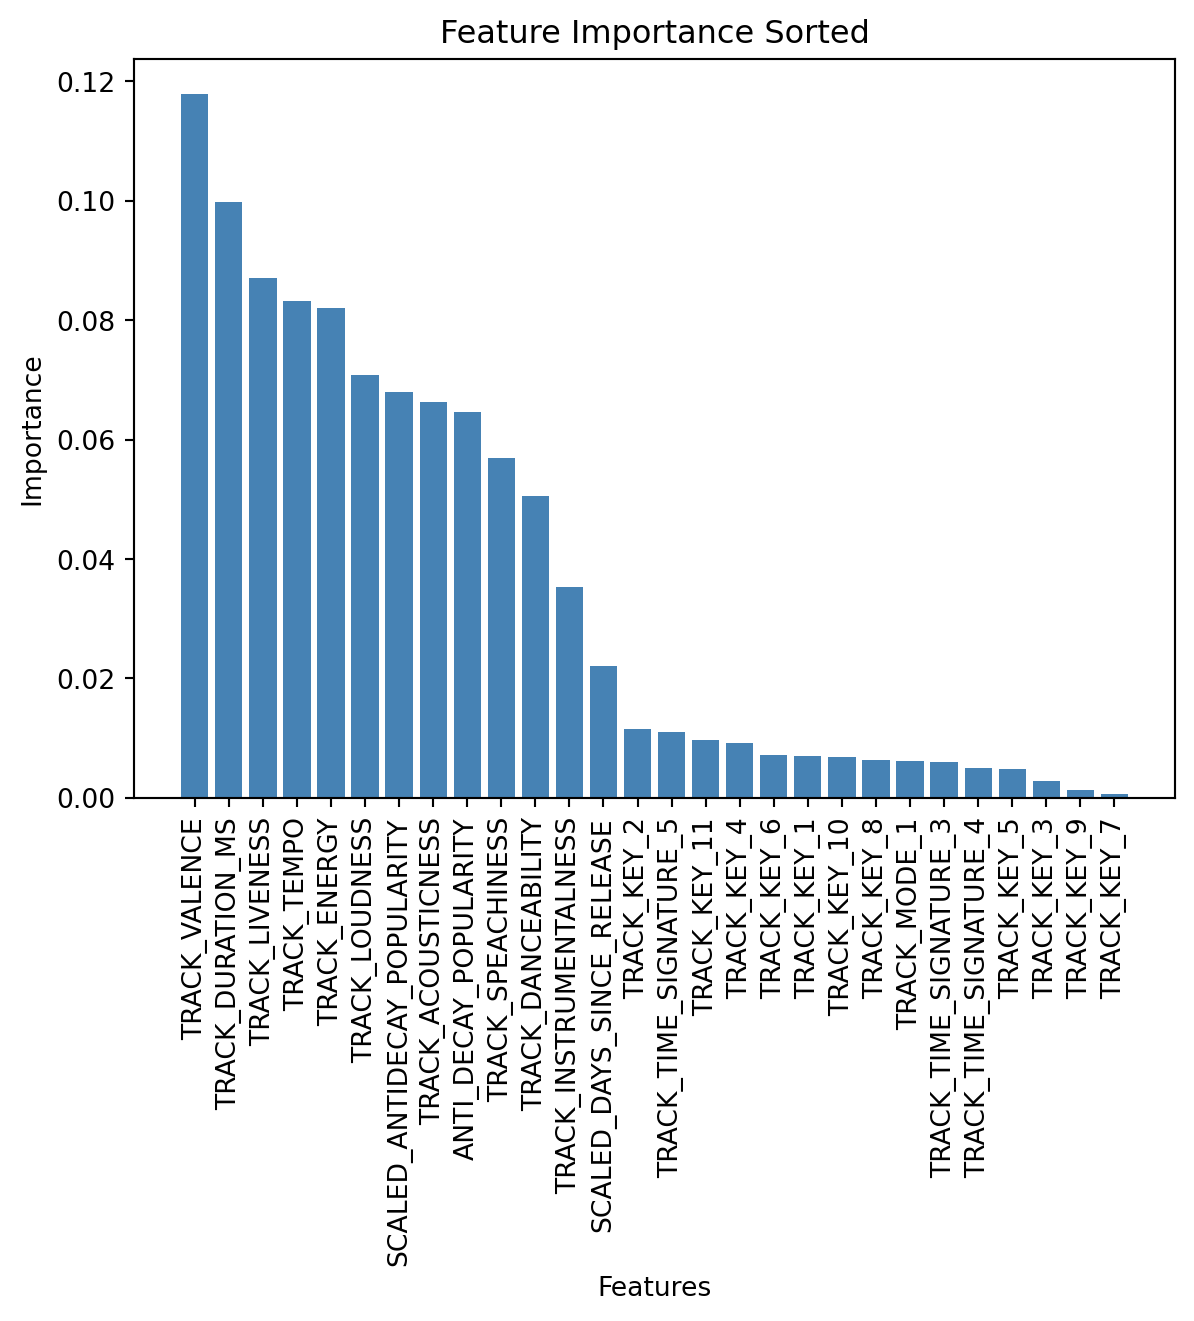 Feature Importance Sorted
0.12
0.10
0.08
0.06
0.04
0.02
0.00
Importance
TRACK_VALENCE
TRACK_DURATION_MS
TRACK_LIVENESS
TRACK_TEMPO
TRACK_ENERGY
TRACK_LOUDNESS
SCALED_ANTIDECAY_POPULARITY
TRACK_ACOUSTICNESS
ANTI_DECAY_POPULARITY
TRACK_SPEACHINESS
TRACK_DANCEABILITY
TRACK_INSTRUMENTALNESS
SCALED_DAYS_SINCE_RELEASE
TRACK_KEY_2
TRACK_TIME_SIGNATURE_5
TRACK_KEY_11
TRACK_KEY_4
TRACK_KEY_6
TRACK_KEY_1
TRACK_KEY_10
TRACK_KEY_8
TRACK_MODE_1
TRACK_TIME_SIGNATURE_3
TRACK_TIME_SIGNATURE_4
TRACK_KEY_5
TRACK_KEY_3
TRACK_KEY_9
TRACK_KEY_7
Features